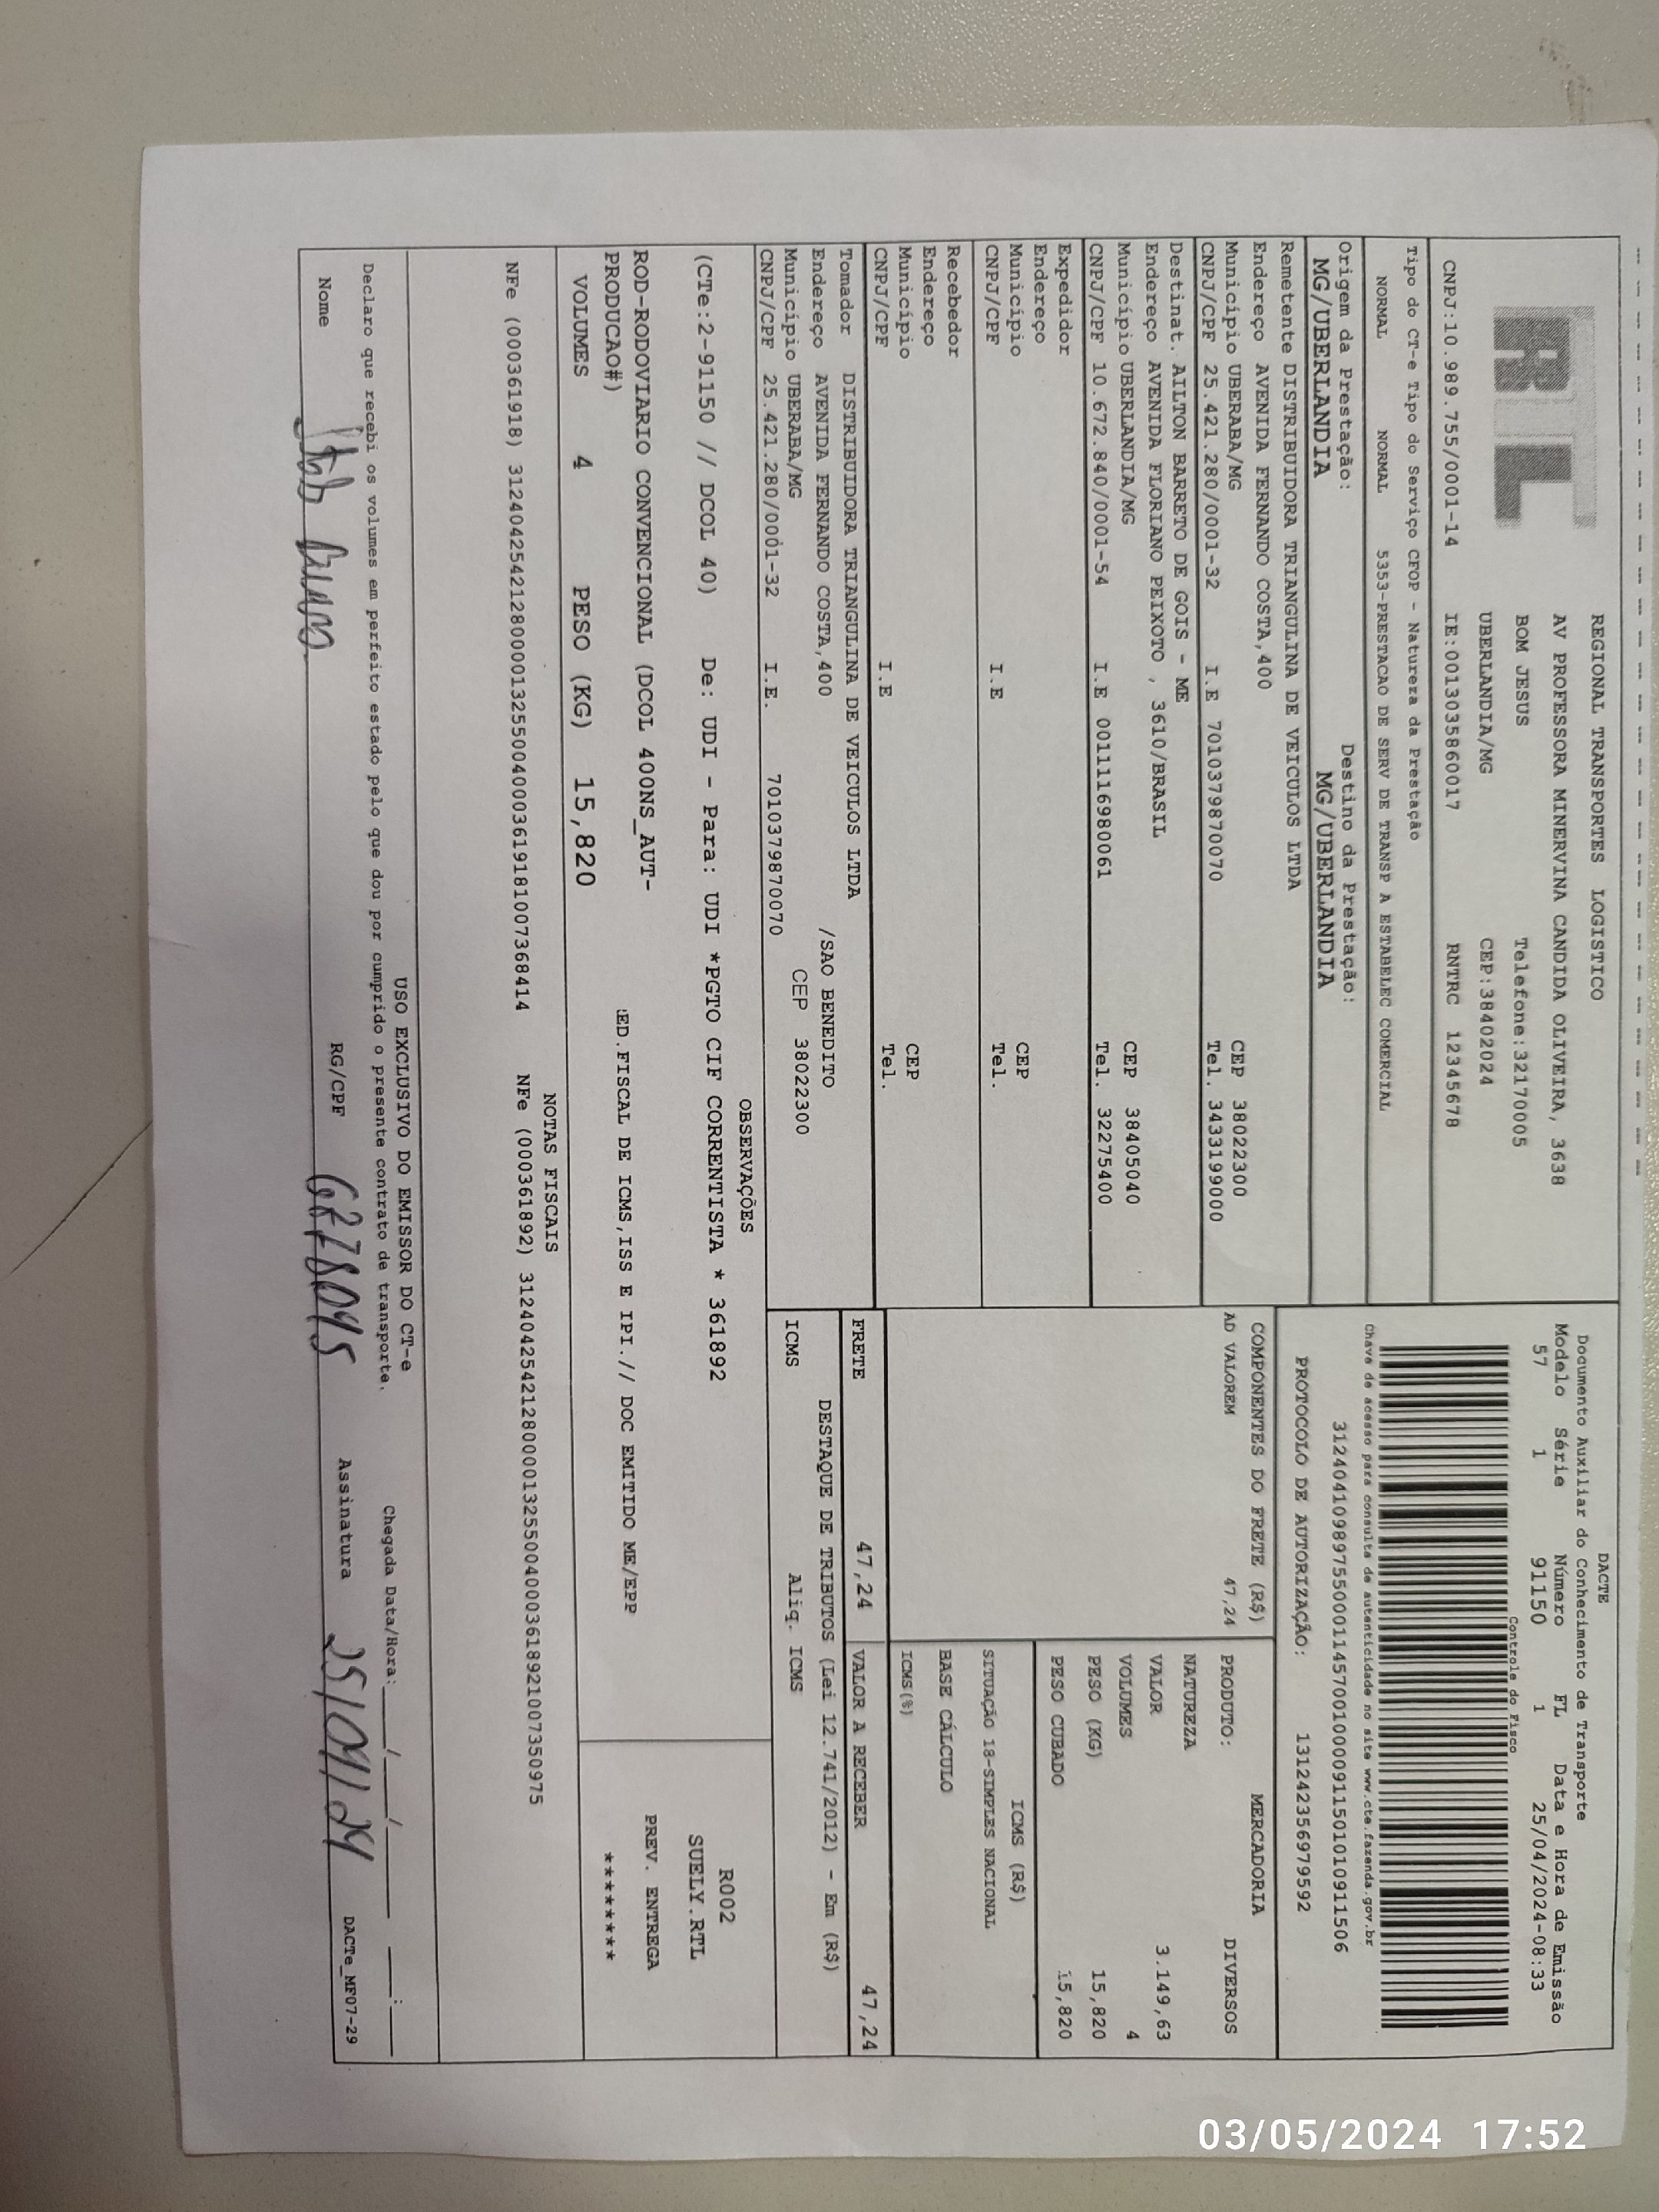 RTL
REGIONAL TRANSPORTES LOGISTICO
AV PROFESSORA MINERVINA CANDIDA OLIVEIRA, 3638
BOM JESUS Telefone:32170005
UBERLANDIA/MG CEP:38402024
CNPJ:10.989.755/0001-14 IE:0013035860017 RNTRC 12345678
Tipo do CT-e Tipo do Serviço CFOP - Natureza da Prestação
NORMAL NORMAL 5353-PRESTACAO DE SERV DE TRANSP A ESTABELEC COMERCIAL
Origem da Prestação: Destino da Prestação:
MG/UBERLANDIA MG/UBERLANDIA
Remetente DISTRIBUIDORA TRIANGULINA DE VEICULOS LTDA
Endereço AVENIDA FERNANDO COSTA,400
Município UBERABA/MG CEP 38022300
CNPJ/CPF 25.421.280/0001-32 I.E 7010379870070 Tel. 3433199000
Destinat. AILTON BARRETO DE GOIS - ME
Endereço AVENIDA FLORIANO PEIXOTO , 3610/BRASIL
Município UBERLANDIA/MG CEP 38405040
CNPJ/CPF 10.672.840/0001-54 I.E 0011116980061 Tel. 32275400
Expedidor
Endereço
Município CEP
CNPJ/CPF I.E Tel.
Recebedor
Endereço
Município CEP
CNPJ/CPF I.E Tel.
Tomador DISTRIBUIDORA TRIANGULINA DE VEICULOS LTDA
Endereço AVENIDA FERNANDO COSTA,400 /SAO BENEDITO
Município UBERABA/MG CEP 38022300
CNPJ/CPF 25.421.280/0001-32 I.E. 7010379870070
DACTE
Documento Auxiliar do Conhecimento de Transporte
Modelo Série Número FL Data e Hora de Emissão
57 1 91150 1 25/04/2024-08:33
Controle do Fisco
Chave de acesso para consulta de autenticidade no site www.cte.fazenda.gov.br
31240410989755000114570010000911501010911506
PROTOCOLO DE AUTORIZAÇÃO: 131242356979592
COMPONENTES DO FRETE (R$)
AD VALOREM 47,24
MERCADORIA
PRODUTO: DIVERSOS
NATUREZA
VALOR 3.149,63
VOLUMES 4
PESO (KG) 15,820
PESO CUBADO 15,820
ICMS (R$)
SITUAÇÃO 18-SIMPLES NACIONAL
BASE CÁLCULO
ICMS(%)
FRETE 47,24 VALOR A RECEBER 47,24
DESTAQUE DE TRIBUTOS (Lei 12.741/2012) - Em (R$)
ICMS Aliq. ICMS
OBSERVAÇÕES
(CTe:2-91150 // DCOL 40) De: UDI - Para: UDI *PGTO CIF CORRENTISTA * 361892
R002
SUELY.RTL
ROD-RODOVIARIO CONVENCIONAL (DCOL 400NS_AUT-
PRODUCAO#) ED.FISCAL DE ICMS,ISS E IPI.// DOC EMITIDO ME/EPP
PREV. ENTREGA
********
VOLUMES 4 PESO (KG) 15,820
NOTAS FISCAIS
NFe (000361918) 31240425421280000132550040003619181007368414 NFe (000361892) 31240425421280000132550040003618921007350975
USO EXCLUSIVO DO EMISSOR DO CT-e
Declaro que recebi os volumes em perfeito estado pelo que dou por cumprido o presente contrato de transporte. Chegada Data/Hora:____/____/______ ___:___
Nome RG/CPF Assinatura 25/04/24
DACTe_MF07-29
03/05/2024 17:52